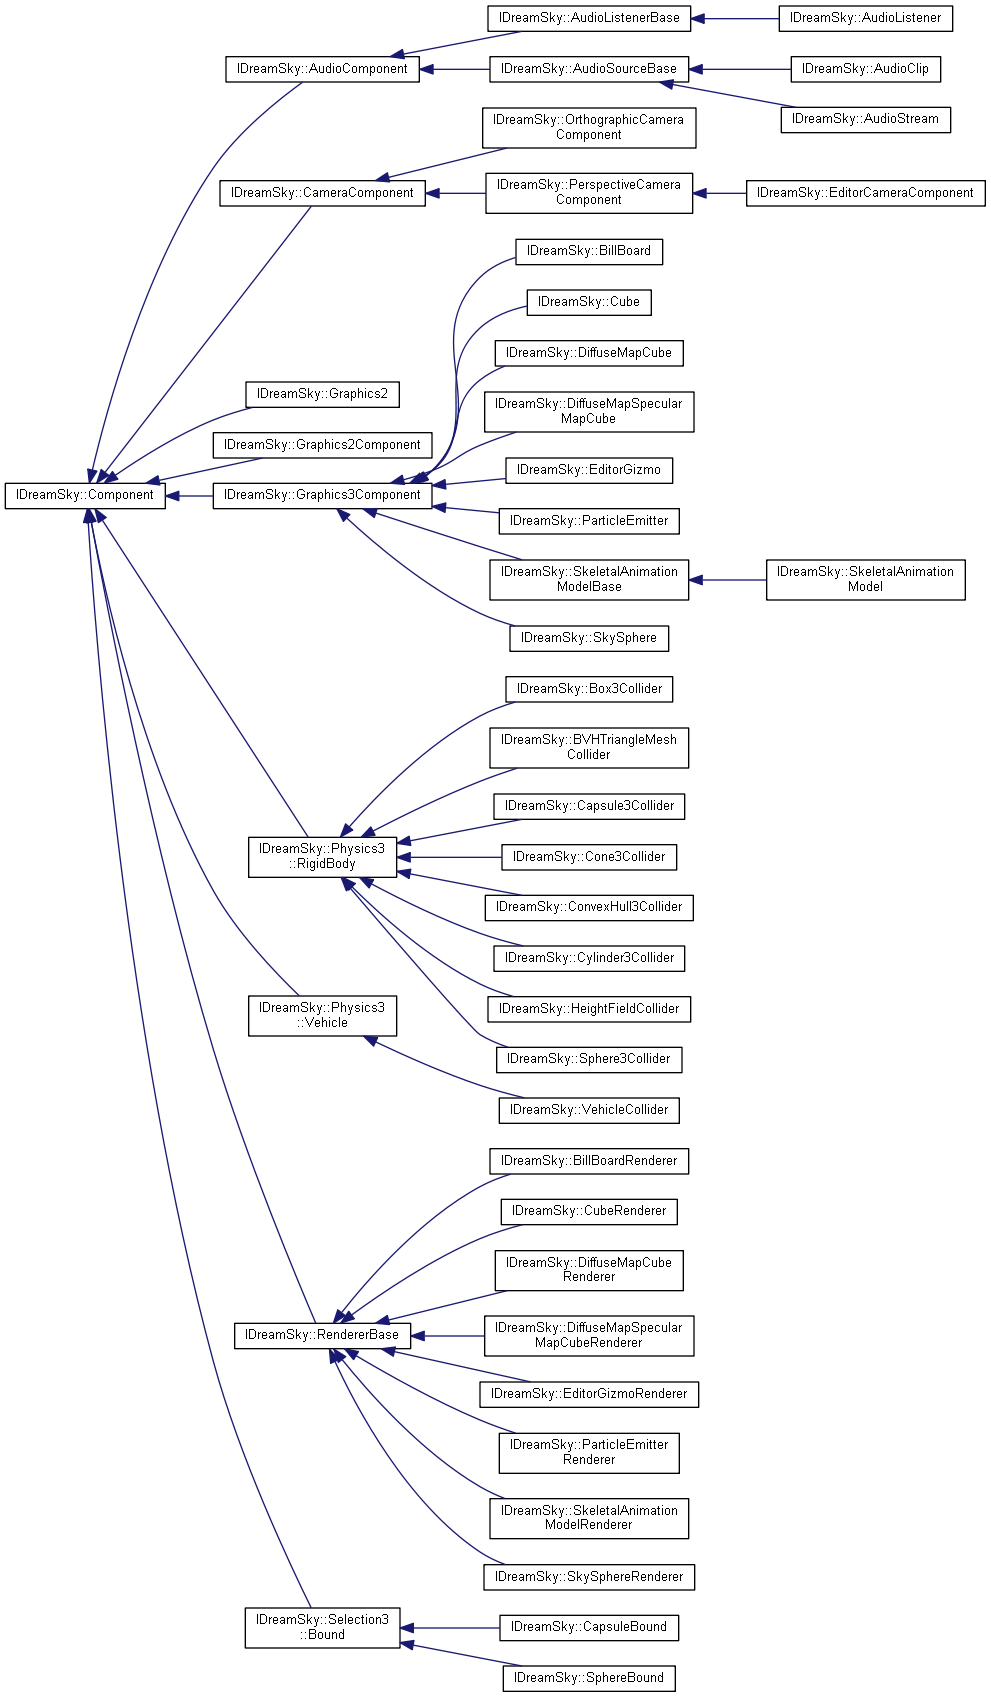 IDreamSky::AudioListenerBase
IDreamSky::AudioListener
IDreamSky::AudioComponent
IDreamSky::AudioSourceBase
IDreamSky::AudioClip
IDreamSky::AudioStream
IDreamSky::OrthographicCamera
Component
IDreamSky::CameraComponent
IDreamSky::PerspectiveCamera
Component
IDreamSky::EditorCameraComponent
IDreamSky::BillBoard
IDreamSky::Cube
IDreamSky::DiffuseMapCube
IDreamSky::Graphics2
IDreamSky::DiffuseMapSpecular
MapCube
IDreamSky::Graphics2Component
IDreamSky::EditorGizmo
IDreamSky::Component
IDreamSky::Graphics3Component
IDreamSky::ParticleEmitter
IDreamSky::SkeletalAnimation
ModelBase
IDreamSky::SkeletalAnimation
Model
IDreamSky::SkySphere
IDreamSky::Box3Collider
IDreamSky::BVHTriangleMesh
Collider
IDreamSky::Capsule3Collider
IDreamSky::Physics3
::RigidBody
IDreamSky::Cone3Collider
IDreamSky::ConvexHull3Collider
IDreamSky::Cylinder3Collider
IDreamSky::HeightFieldCollider
IDreamSky::Physics3
::Vehicle
IDreamSky::Sphere3Collider
IDreamSky::VehicleCollider
IDreamSky::BillBoardRenderer
IDreamSky::CubeRenderer
IDreamSky::DiffuseMapCube
Renderer
IDreamSky::RendererBase
IDreamSky::DiffuseMapSpecular
MapCubeRenderer
IDreamSky::EditorGizmoRenderer
IDreamSky::ParticleEmitter
Renderer
IDreamSky::SkeletalAnimation
ModelRenderer
IDreamSky::SkySphereRenderer
IDreamSky::Selection3
::Bound
IDreamSky::CapsuleBound
IDreamSky::SphereBound